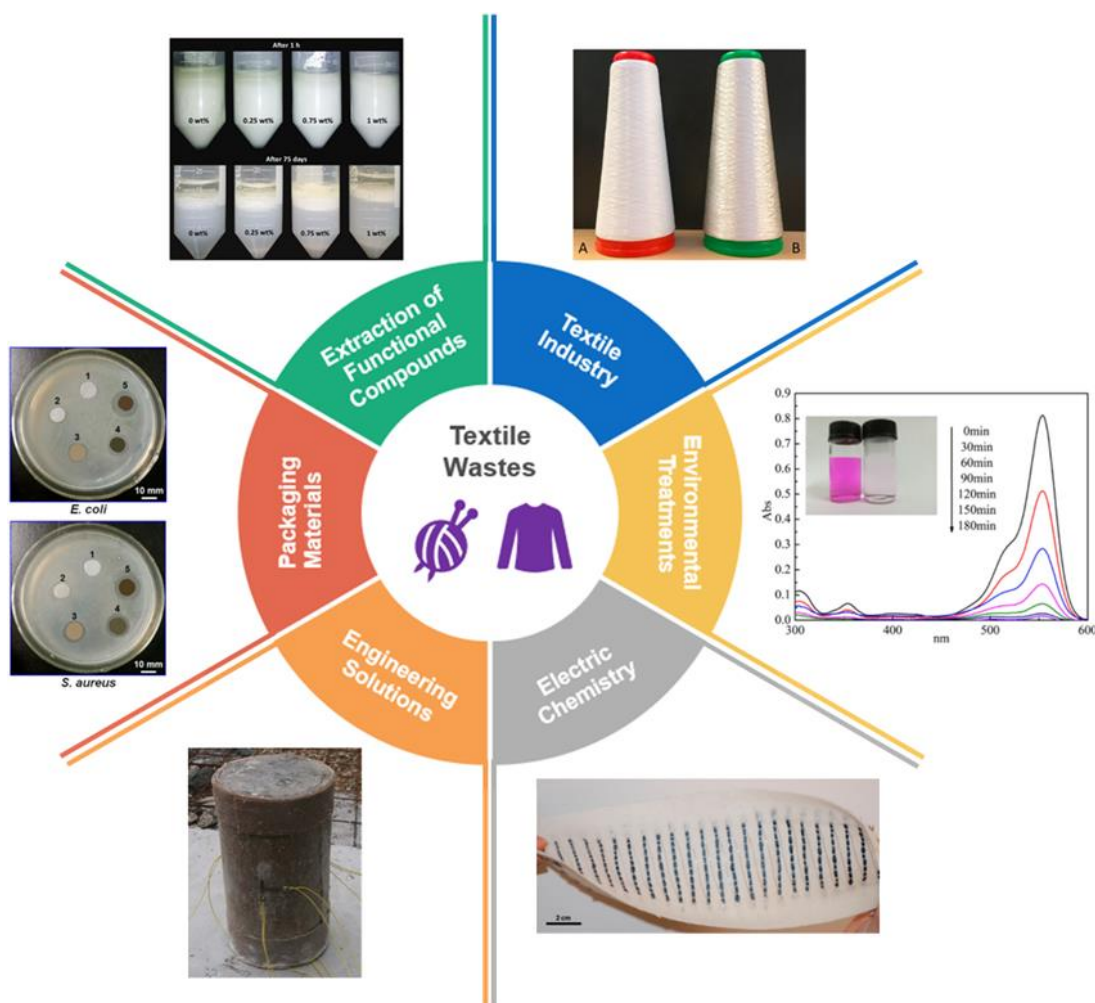 After 1 h
0 wt%
0.25 wt%
0.75 wt%
1 wt%
After 75 days
0 wt%
0.25 wt%
0.75 wt%
1 wt%
A
B
Extraction of
Functional
Compounds
Textile
Industry
Packaging
Materials
Textile
Wastes
Environmental
Treatments
Engineering
Solutions
Electric
Chemistry
1
2
3
4
5
10 mm
E. coli
1
2
3
4
5
10 mm
S. aureus
0.9
0.8
0.7
0.6
0.5
0.4
0.3
0.2
0.1
0.0
Abs
0min
30min
60min
90min
120min
150min
180min
300
400
500
600
nm
2 cm